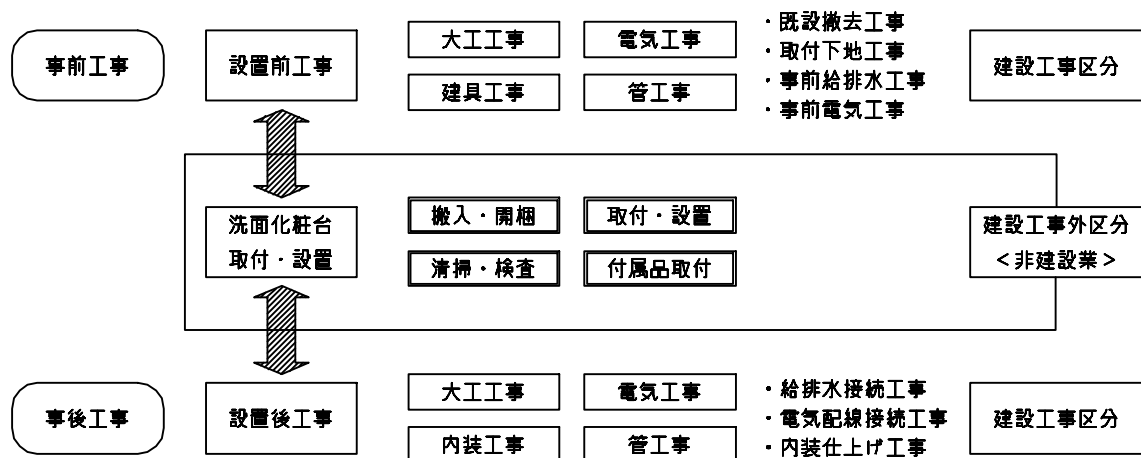 事前工事
設置前工事
大工工事
電気工事
建具工事
管工事
・既設撤去工事
・取付下地工事
・事前給排水工事
・事前電気工事
建設工事区分
洗面化粧台
取付・設置
搬入・開梱
取付・設置
清掃・検査
付属品取付
建設工事外区分
＜非建設業＞
事後工事
設置後工事
大工工事
電気工事
内装工事
管工事
・給排水接続工事
・電気配線接続工事
・内装仕上げ工事
建設工事区分